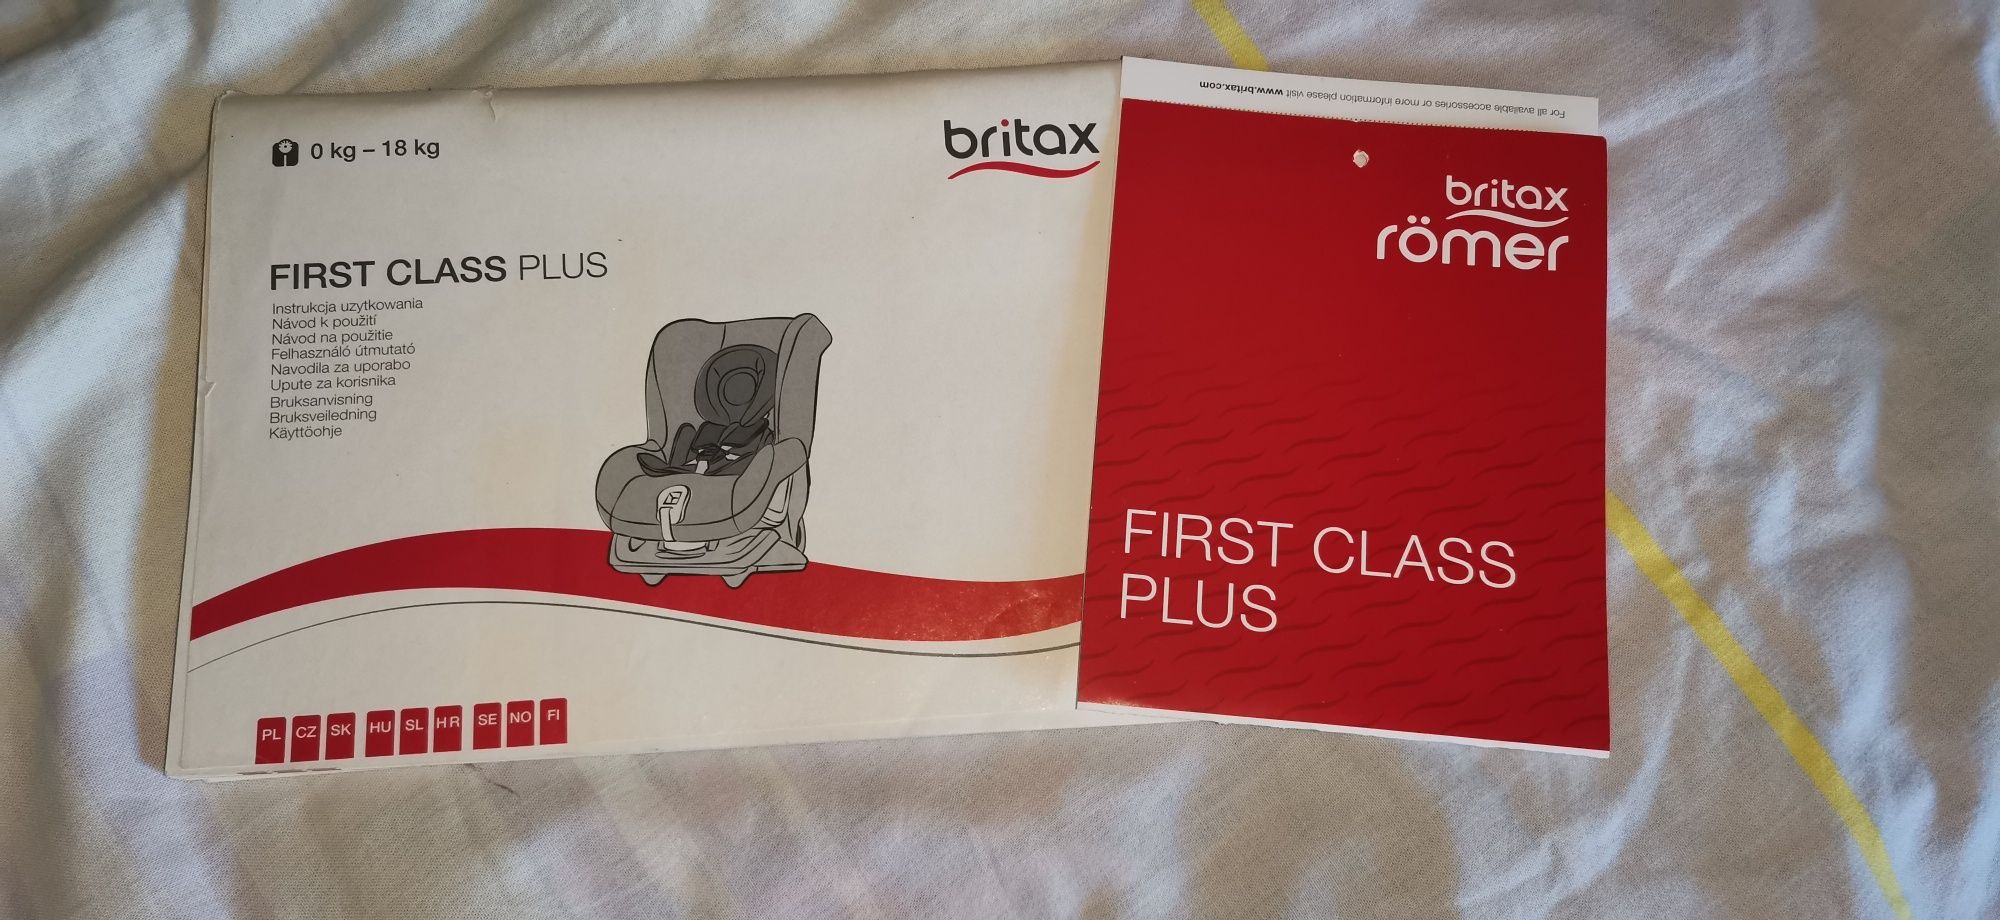 0 kg – 18 kg
britax
FIRST CLASS PLUS
Instrukcja uzytkowania
Návod k použití
Návod na použitie
Felhasználó útmutató
Navodila za uporabo
Upute za korisnika
Bruksanvisning
Bruksveiledning
Käyttöohje
PL CZ SK HU SL HR SE NO FI
For all available accessories or more information please visit www.britax.com
britax
römer
FIRST CLASS
PLUS